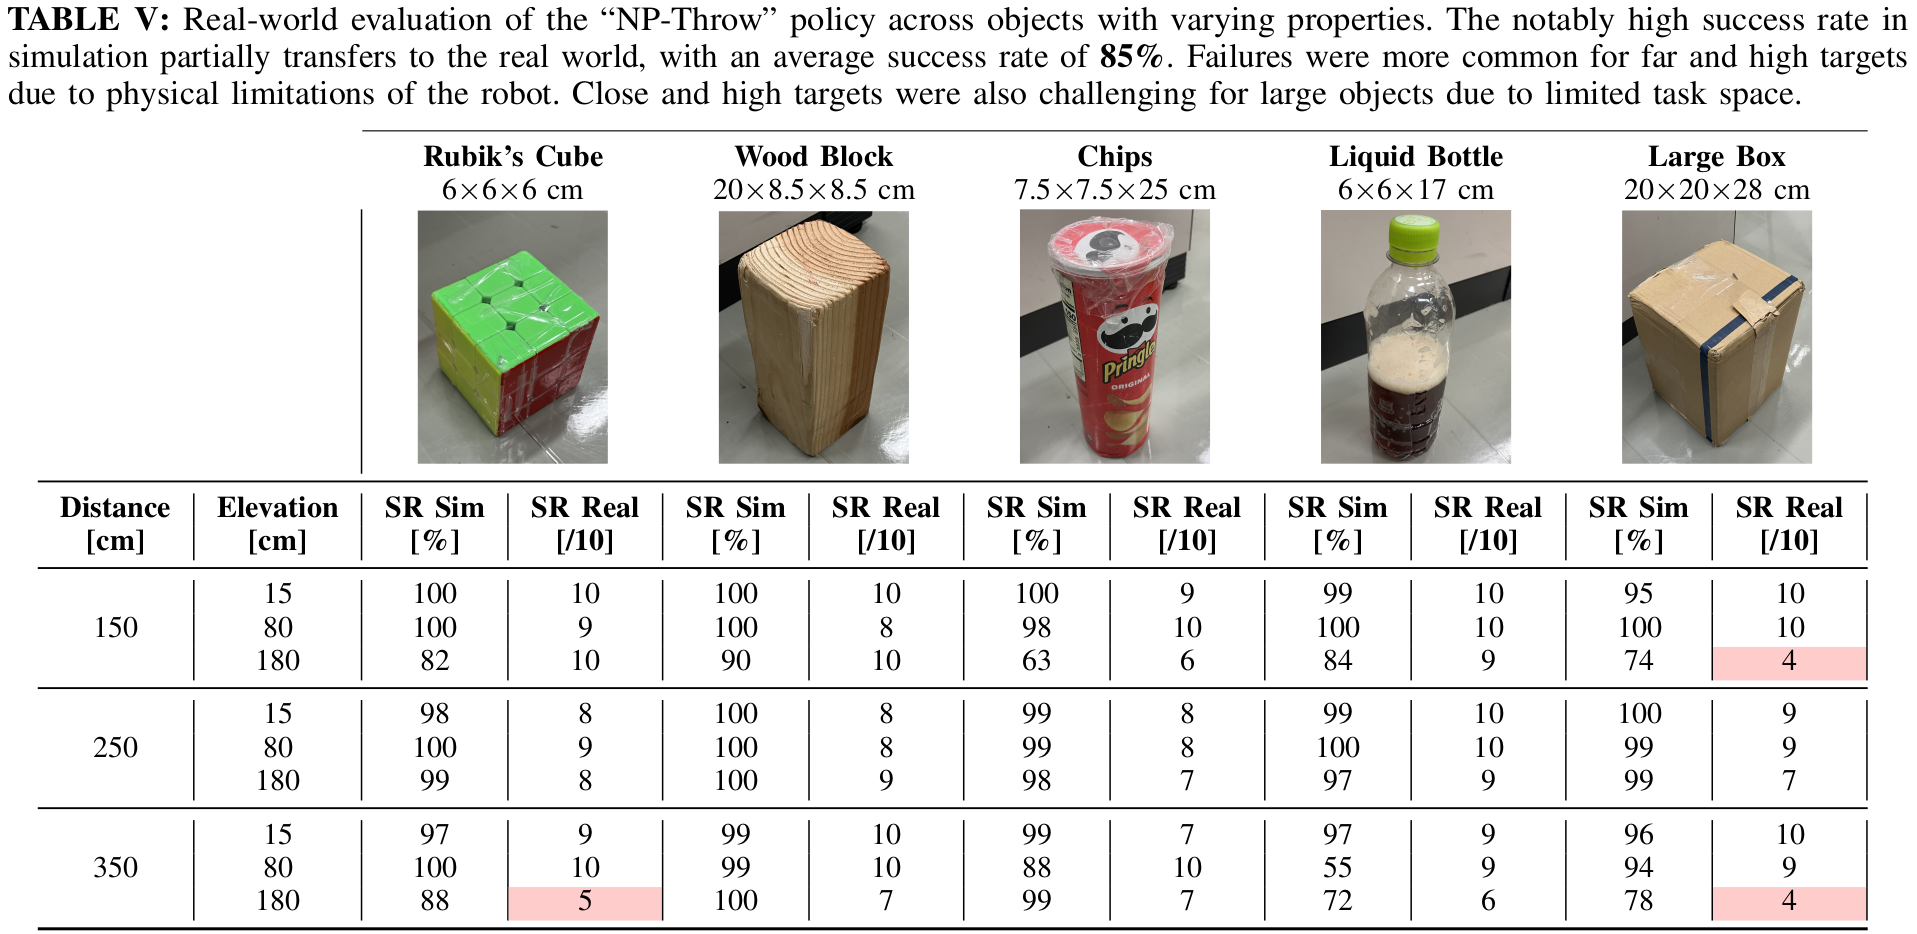 TABLE V: Real-world evaluation of the “NP-Throw” policy across objects with varying properties. The notably high success rate in
simulation partially transfers to the real world, with an average success rate of 85%. Failures were more common for far and high targets
due to physical limitations of the robot. Close and high targets were also challenging for large objects due to limited task space.
Rubik’s Cube Wood Block Chips Liquid Bottle Large Box
6×6×6 cm 20×8.5×8.5 cm 7.5×7.5×25 cm 6×6×17 cm 20×20×28 cm
Pringles
ORIGINAL
Distance Elevation SR Sim SR Real SR Sim SR Real SR Sim SR Real SR Sim SR Real SR Sim SR Real
[cm] [cm] [%] [/10] [%] [/10] [%] [/10] [%] [/10] [%] [/10]
15 100 10 100 10 100 9 99 10 95 10
150 80 100 9 100 8 98 10 100 10 100 10
180 82 10 90 10 63 6 84 9 74 4
15 98 8 100 8 99 8 99 10 100 9
250 80 100 9 100 8 99 8 100 10 99 9
180 99 8 100 9 98 7 97 9 99 7
15 97 9 99 10 99 7 97 9 96 10
350 80 100 10 99 10 88 10 55 9 94 9
180 88 5 100 7 99 7 72 6 78 4